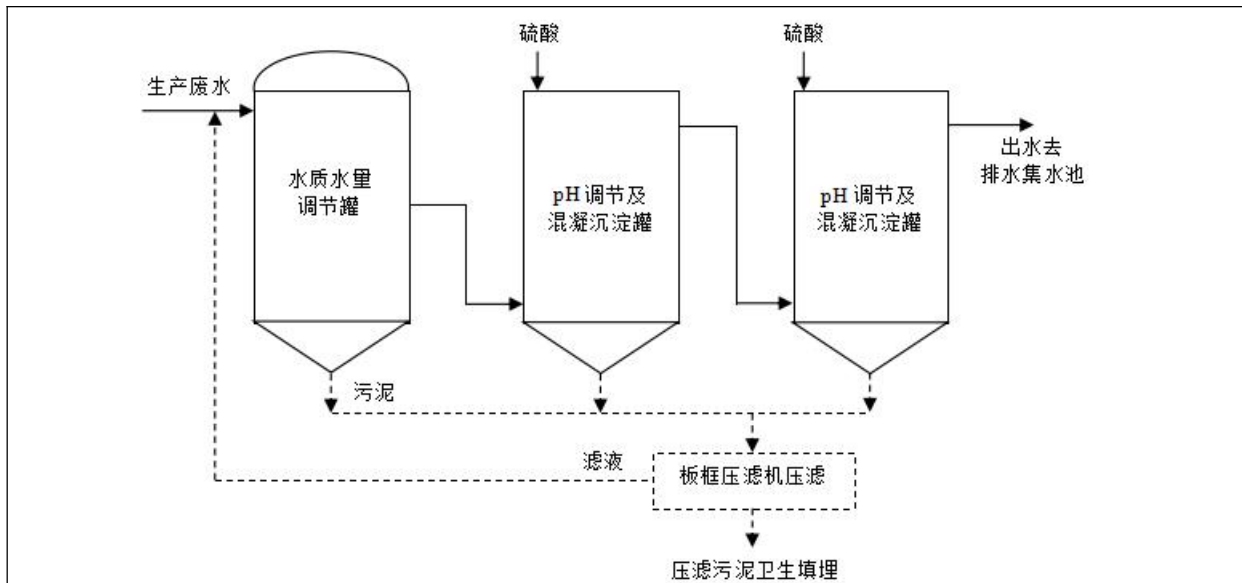 硫酸
硫酸
生产废水
水质水量
调节罐
pH 调节及
混凝沉淀罐
pH 调节及
混凝沉淀罐
出水去
排水集水池
污泥
滤液
板框压滤机压滤
压滤污泥卫生填埋